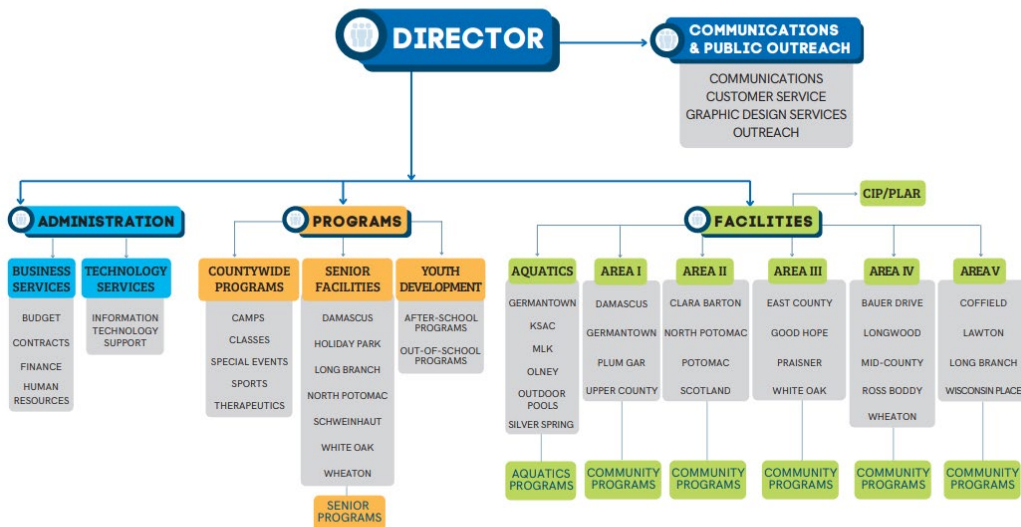 DIRECTOR
COMMUNICATIONS
& PUBLIC OUTREACH
COMMUNICATIONS
CUSTOMER SERVICE
GRAPHIC DESIGN SERVICES
OUTREACH
CIP/PLAR
ADMINISTRATION
PROGRAMS
FACILITIES
BUSINESS
SERVICES
BUDGET
CONTRACTS
FINANCE
HUMAN
RESOURCES
TECHNOLOGY
SERVICES
INFORMATION
TECHNOLOGY
SUPPORT
COUNTYWIDE
PROGRAMS
CAMPS
CLASSES
SPECIAL EVENTS
SPORTS
THERAPEUTICS
SENIOR
FACILITIES
DAMASCUS
HOLIDAY PARK
LONG BRANCH
NORTH POTOMAC
SCHWEINHAUT
WHITE OAK
WHEATON
SENIOR
PROGRAMS
YOUTH
DEVELOPMENT
AFTER-SCHOOL
PROGRAMS
OUT-OF-SCHOOL
PROGRAMS
AQUATICS
GERMANTOWN
KSAC
MLK
OLNEY
OUTDOOR
POOLS
SILVER SPRING
AQUATICS
PROGRAMS
AREA I
DAMASCUS
GERMANTOWN
PLUM GAR
UPPER COUNTY
COMMUNITY
PROGRAMS
AREA II
CLARA BARTON
NORTH POTOMAC
POTOMAC
SCOTLAND
COMMUNITY
PROGRAMS
AREA III
EAST COUNTY
GOOD HOPE
PRAISNER
WHITE OAK
COMMUNITY
PROGRAMS
AREA IV
BAUER DRIVE
LONGWOOD
MID-COUNTY
ROSS BODDY
WHEATON
COMMUNITY
PROGRAMS
AREA V
COFFIELD
LAWTON
LONG BRANCH
WISCONSIN PLACE
COMMUNITY
PROGRAMS